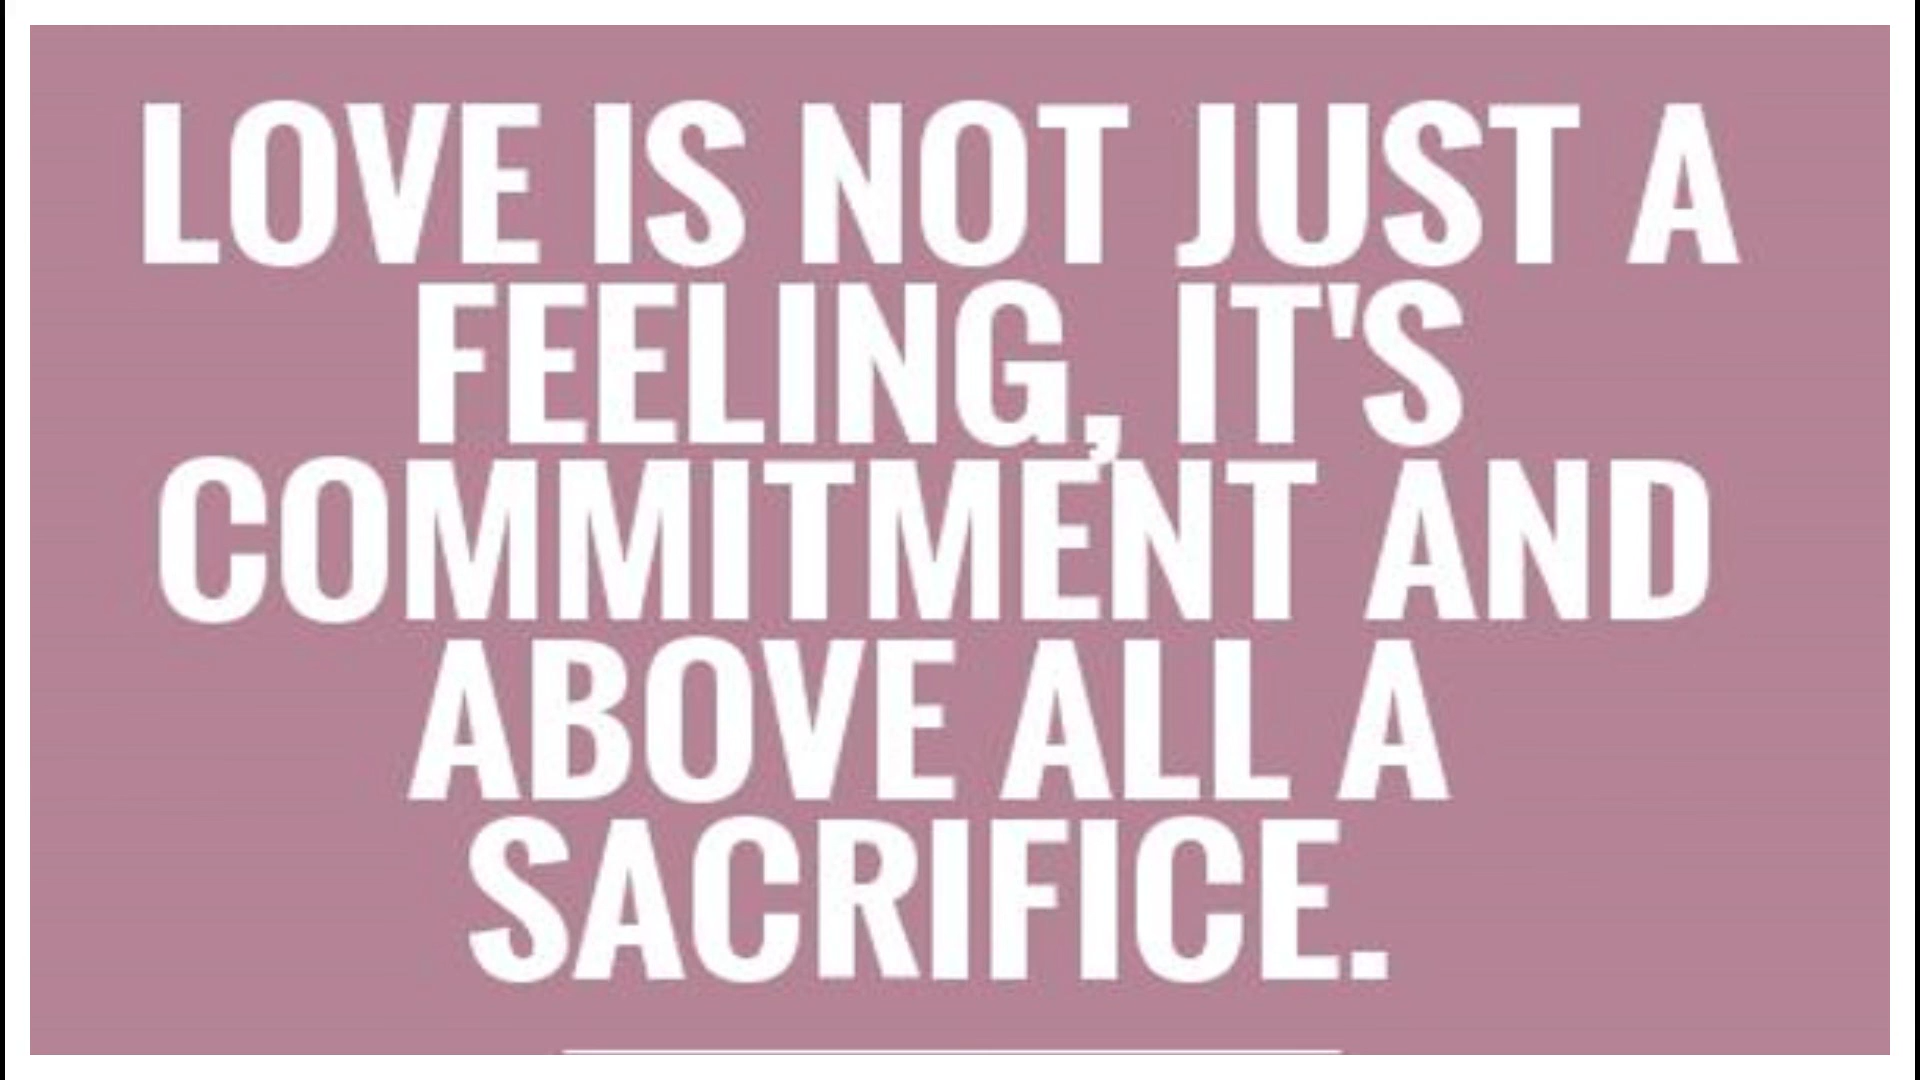 LOVE IS NOT JUST A
FEELING, IT'S
COMMITMENT AND
ABOVE ALL A
SACRIFICE.